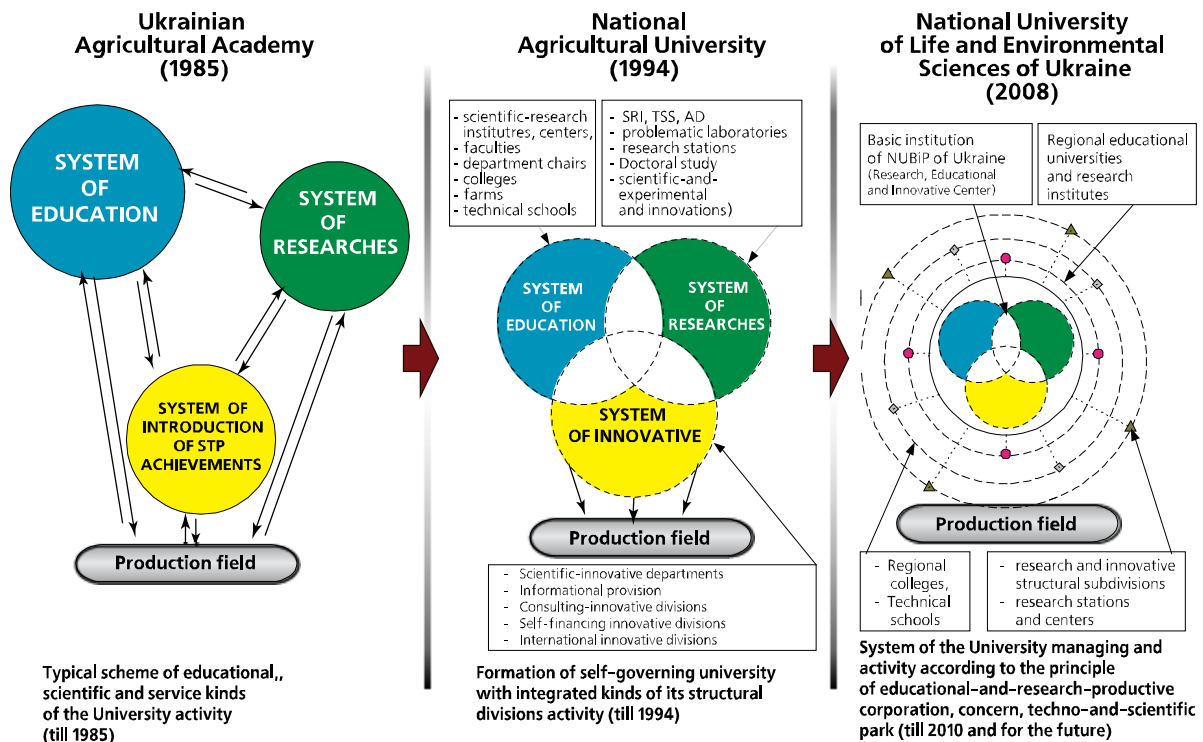 Ukrainian
Agricultural Academy
(1985)
SYSTEM
OF
EDUCATION
SYSTEM
OF
RESEARCHES
SYSTEM OF
INTRODUCTION
OF STP
ACHIEVEMENTS
Production field
Typical scheme of educational,,
scientific and service kinds
of the University activity
(till 1985)
National
Agricultural University
(1994)
- scientific-research
institutres, centers,
- faculties
- department chairs
- colleges
- farms
- technical schools
- SRI, TSS, AD
- problematic laboratories
- research stations
- Doctoral study
- scientific-and-
experimental
and innovations)
SYSTEM
OF
EDUCATION
SYSTEM
OF
RESEARCHES
SYSTEM
OF INNOVATIVE
Production field
- Scientific-innovative departments
- Informational provision
- Consulting-innovative divisions
- Self-financing innovative divisions
- International innovative divisions
Formation of self-governing university
with integrated kinds of its structural
divisions activity (till 1994)
National University
of Life and Environmental
Sciences of Ukraine
(2008)
Basic institution
of NUBiP of Ukraine
(Research, Educational
and Innovative Center)
Regional educational
universities
and research
institutes
Production field
- Regional
colleges,
- Technical
schools
- research and innovative
structural subdivisions
- research stations
and centers
System of the University managing and
activity according to the principle
of educational-and-research-productive
corporation, concern, techno-and-scientific
park (till 2010 and for the future)